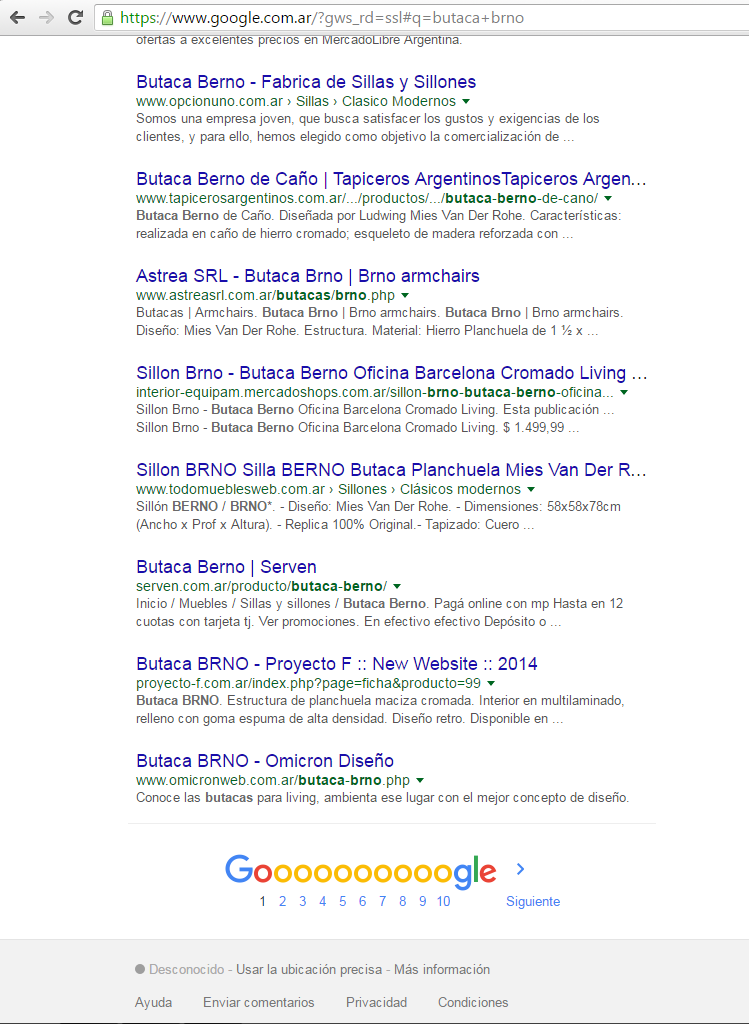 https://www.google.com.ar/?gws_rd=ssl#q=butaca+brno
ofertas a excelentes precios en MercadoLibre Argentina.
Butaca Berno - Fabrica de Sillas y Sillones
www.opcionuno.com.ar › Sillas › Clasico Modernos
Somos una empresa joven, que busca satisfacer los gustos y exigencias de los
clientes, y para ello, hemos elegido como objetivo la comercialización de ...
Butaca Berno de Caño | Tapiceros ArgentinosTapiceros Argen...
www.tapicerosargentinos.com.ar/.../productos/.../butaca-berno-de-cano/
Butaca Berno de Caño. Diseñada por Ludwing Mies Van Der Rohe. Características:
realizada en caño de hierro cromado; esqueleto de madera reforzada con ...
Astrea SRL - Butaca Brno | Brno armchairs
www.astreasrl.com.ar/butacas/brno.php
Butacas | Armchairs. Butaca Brno | Brno armchairs. Butaca Brno | Brno armchairs.
Diseño: Mies Van Der Rohe. Estructura. Material: Hierro Planchuela de 1 ½ x ...
Sillon Brno - Butaca Berno Oficina Barcelona Cromado Living ...
interior-equipam.mercadoshops.com.ar/sillon-brno-butaca-berno-oficina...
Sillon Brno - Butaca Berno Oficina Barcelona Cromado Living. Esta publicación ...
Sillon Brno - Butaca Berno Oficina Barcelona Cromado Living. $ 1.499,99 ...
Sillon BRNO Silla BERNO Butaca Planchuela Mies Van Der R...
www.todomueblesweb.com.ar › Sillones › Clásicos modernos
Sillón BERNO / BRNO*. - Diseño: Mies Van Der Rohe. - Dimensiones: 58x58x78cm
(Ancho x Prof x Altura). - Replica 100% Original.- Tapizado: Cuero ...
Butaca Berno | Serven
serven.com.ar/producto/butaca-berno/
Inicio / Muebles / Sillas y sillones / Butaca Berno. Pagá online con mp Hasta en 12
cuotas con tarjeta tj. Ver promociones. En efectivo efectivo Depósito o ...
Butaca BRNO - Proyecto F :: New Website :: 2014
proyecto-f.com.ar/index.php?page=ficha&producto=99
Butaca BRNO. Estructura de planchuela maciza cromada. Interior en multilaminado,
relleno con goma espuma de alta densidad. Diseño retro. Disponible en ...
Butaca BRNO - Omicron Diseño
www.omicronweb.com.ar/butaca-brno.php
Conoce las butacas para living, ambienta ese lugar con el mejor concepto de diseño.
Goooooooooogle
1 2 3 4 5 6 7 8 9 10 Siguiente
Desconocido - Usar la ubicación precisa - Más información
Ayuda Enviar comentarios Privacidad Condiciones